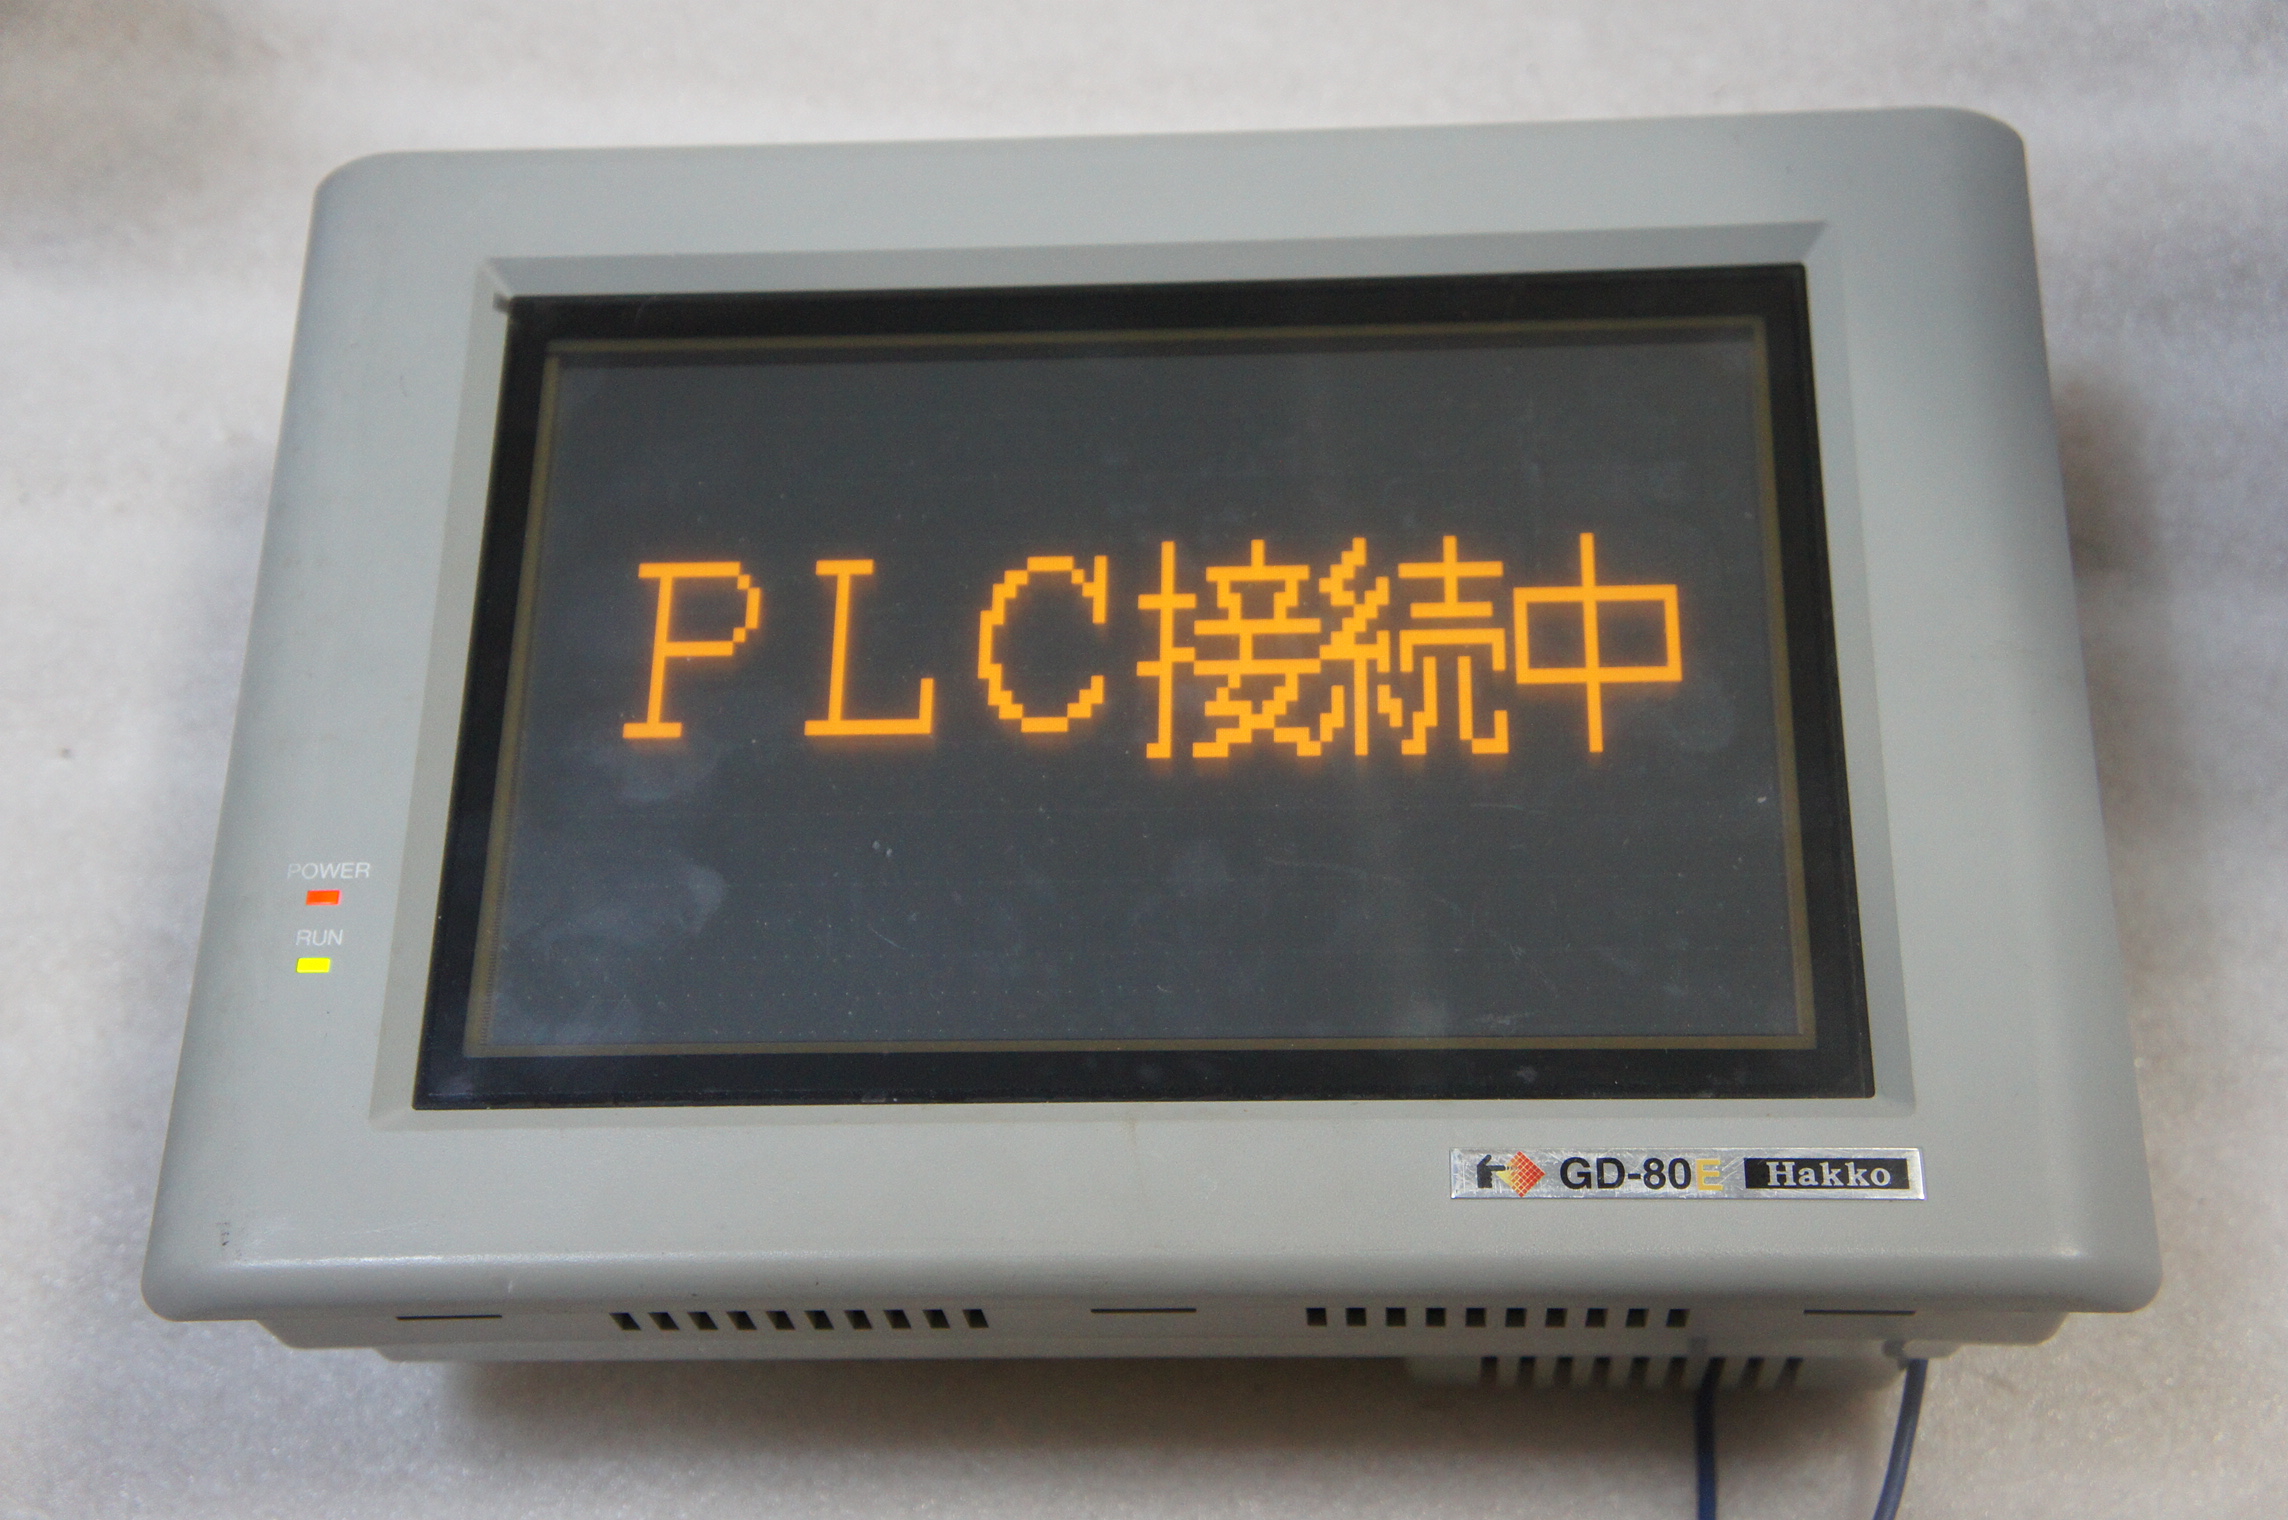 PLC接続中
POWER
RUN
GD-80E Hakko